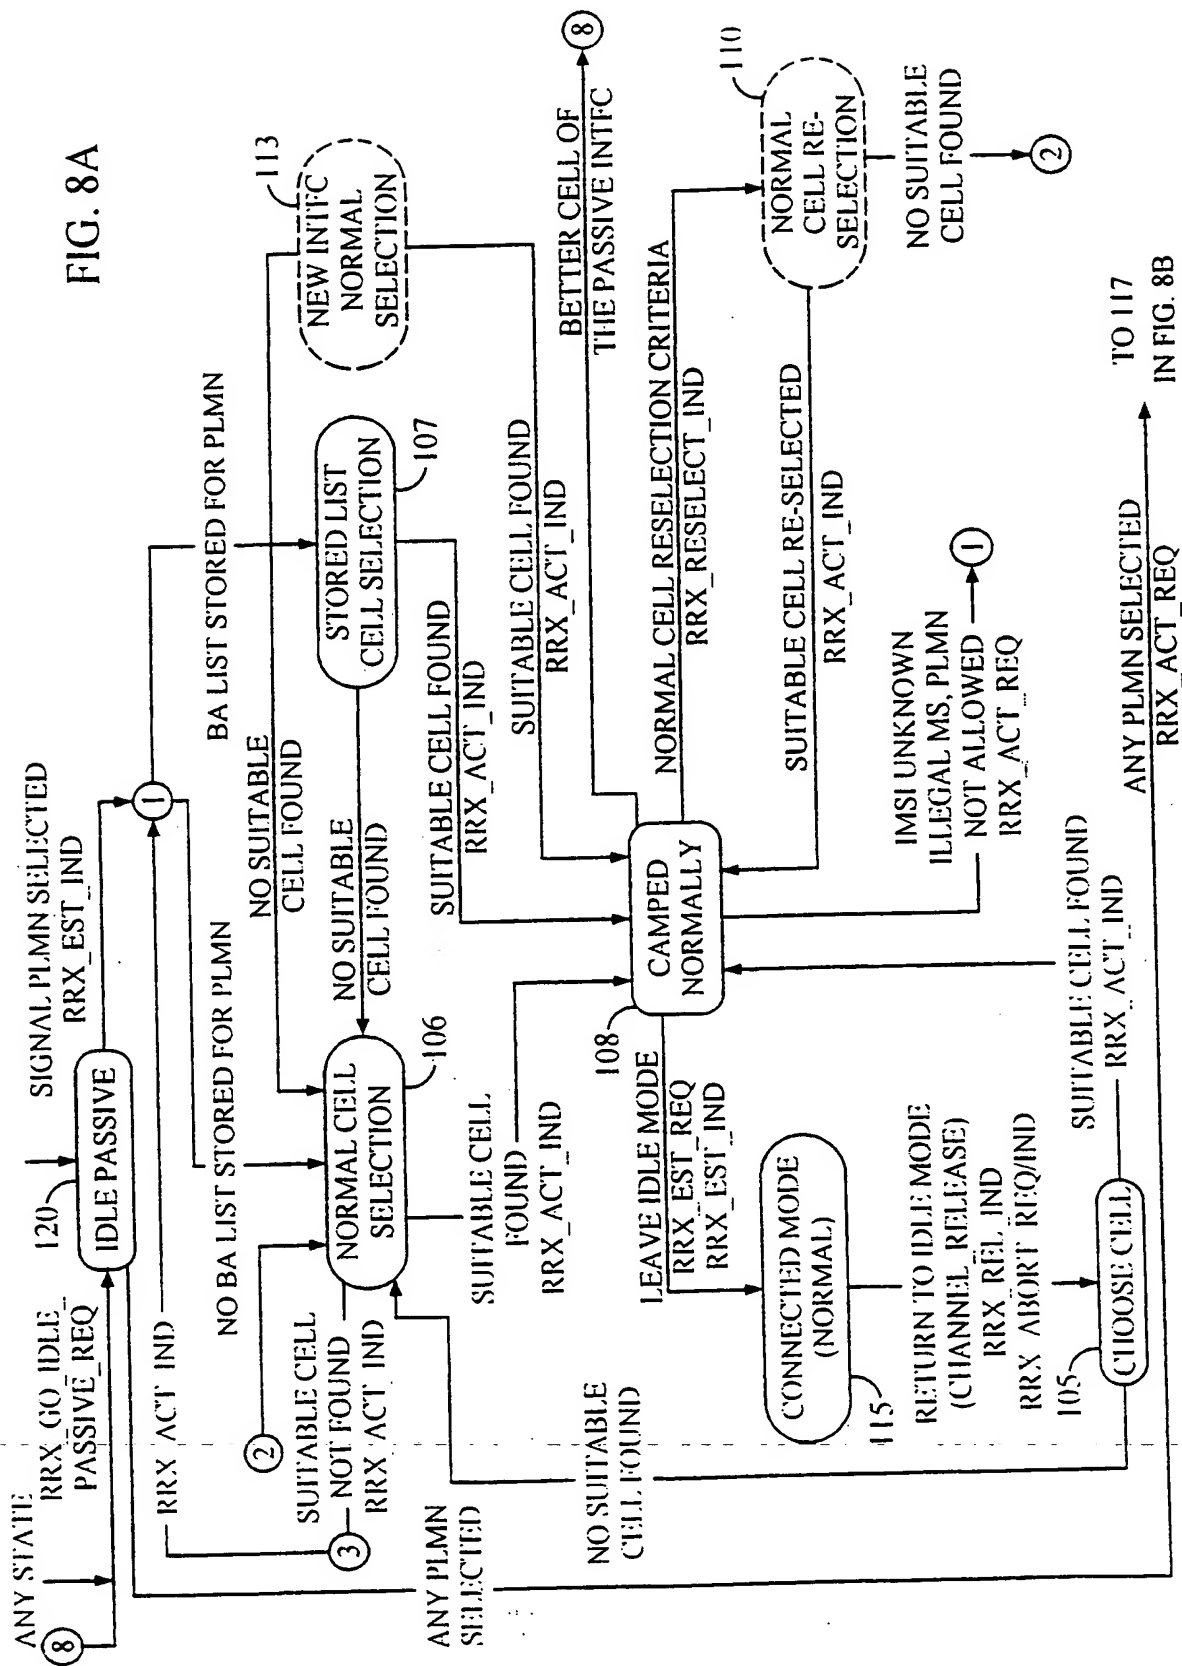 FIG. 8A
ANY STATE
8
RRX_GO_IDLE_
PASSIVE_REQ
120
IDLE PASSIVE
SIGNAL PLMN SELECTED
RRX_EST_IND
RRX_ACT_IND
1
BA LIST STORED FOR PLMN
NO BA LIST STORED FOR PLMN
NEW INTFC
NORMAL
SELECTION
113
NO SUITABLE
CELL FOUND
STORED LIST
CELL SELECTION
107
2
NORMAL CELL
SELECTION
106
NO SUITABLE
CELL FOUND
3
SUITABLE CELL
NOT FOUND
RRX_ACT_IND
SUITABLE CELL FOUND
RRX_ACT_IND
SUITABLE CELL FOUND
RRX_ACT_IND
SUITABLE CELL
FOUND
RRX_ACT_IND
BETTER CELL OF
THE PASSIVE INTFC
8
ANY PLMN
SELECTED
NO SUITABLE
CELL FOUND
LEAVE IDLE MODE
RRX_EST_REQ
RRX_EST_IND
108
CAMPED
NORMALLY
NORMAL CELL RESELECTION CRITERIA
RRX_RESELECT_IND
110
NORMAL
CELL RE-
SELECTION
SUITABLE CELL RE-SELECTED
RRX_ACT_IND
NO SUITABLE
CELL FOUND
2
CONNECTED MODE
(NORMAL)
115
IMSI UNKNOWN
ILLEGAL MS, PLMN
NOT ALLOWED
RRX_ACT_REQ
1
RETURN TO IDLE MODE
(CHANNEL RELEASE)
RRX_REL_IND
RRX_ABORT_REQ/IND
105
CHOOSE CELL
SUITABLE CELL FOUND
RRX_ACT_IND
ANY PLMN SELECTED
RRX_ACT_REQ
TO 117
IN FIG. 8B